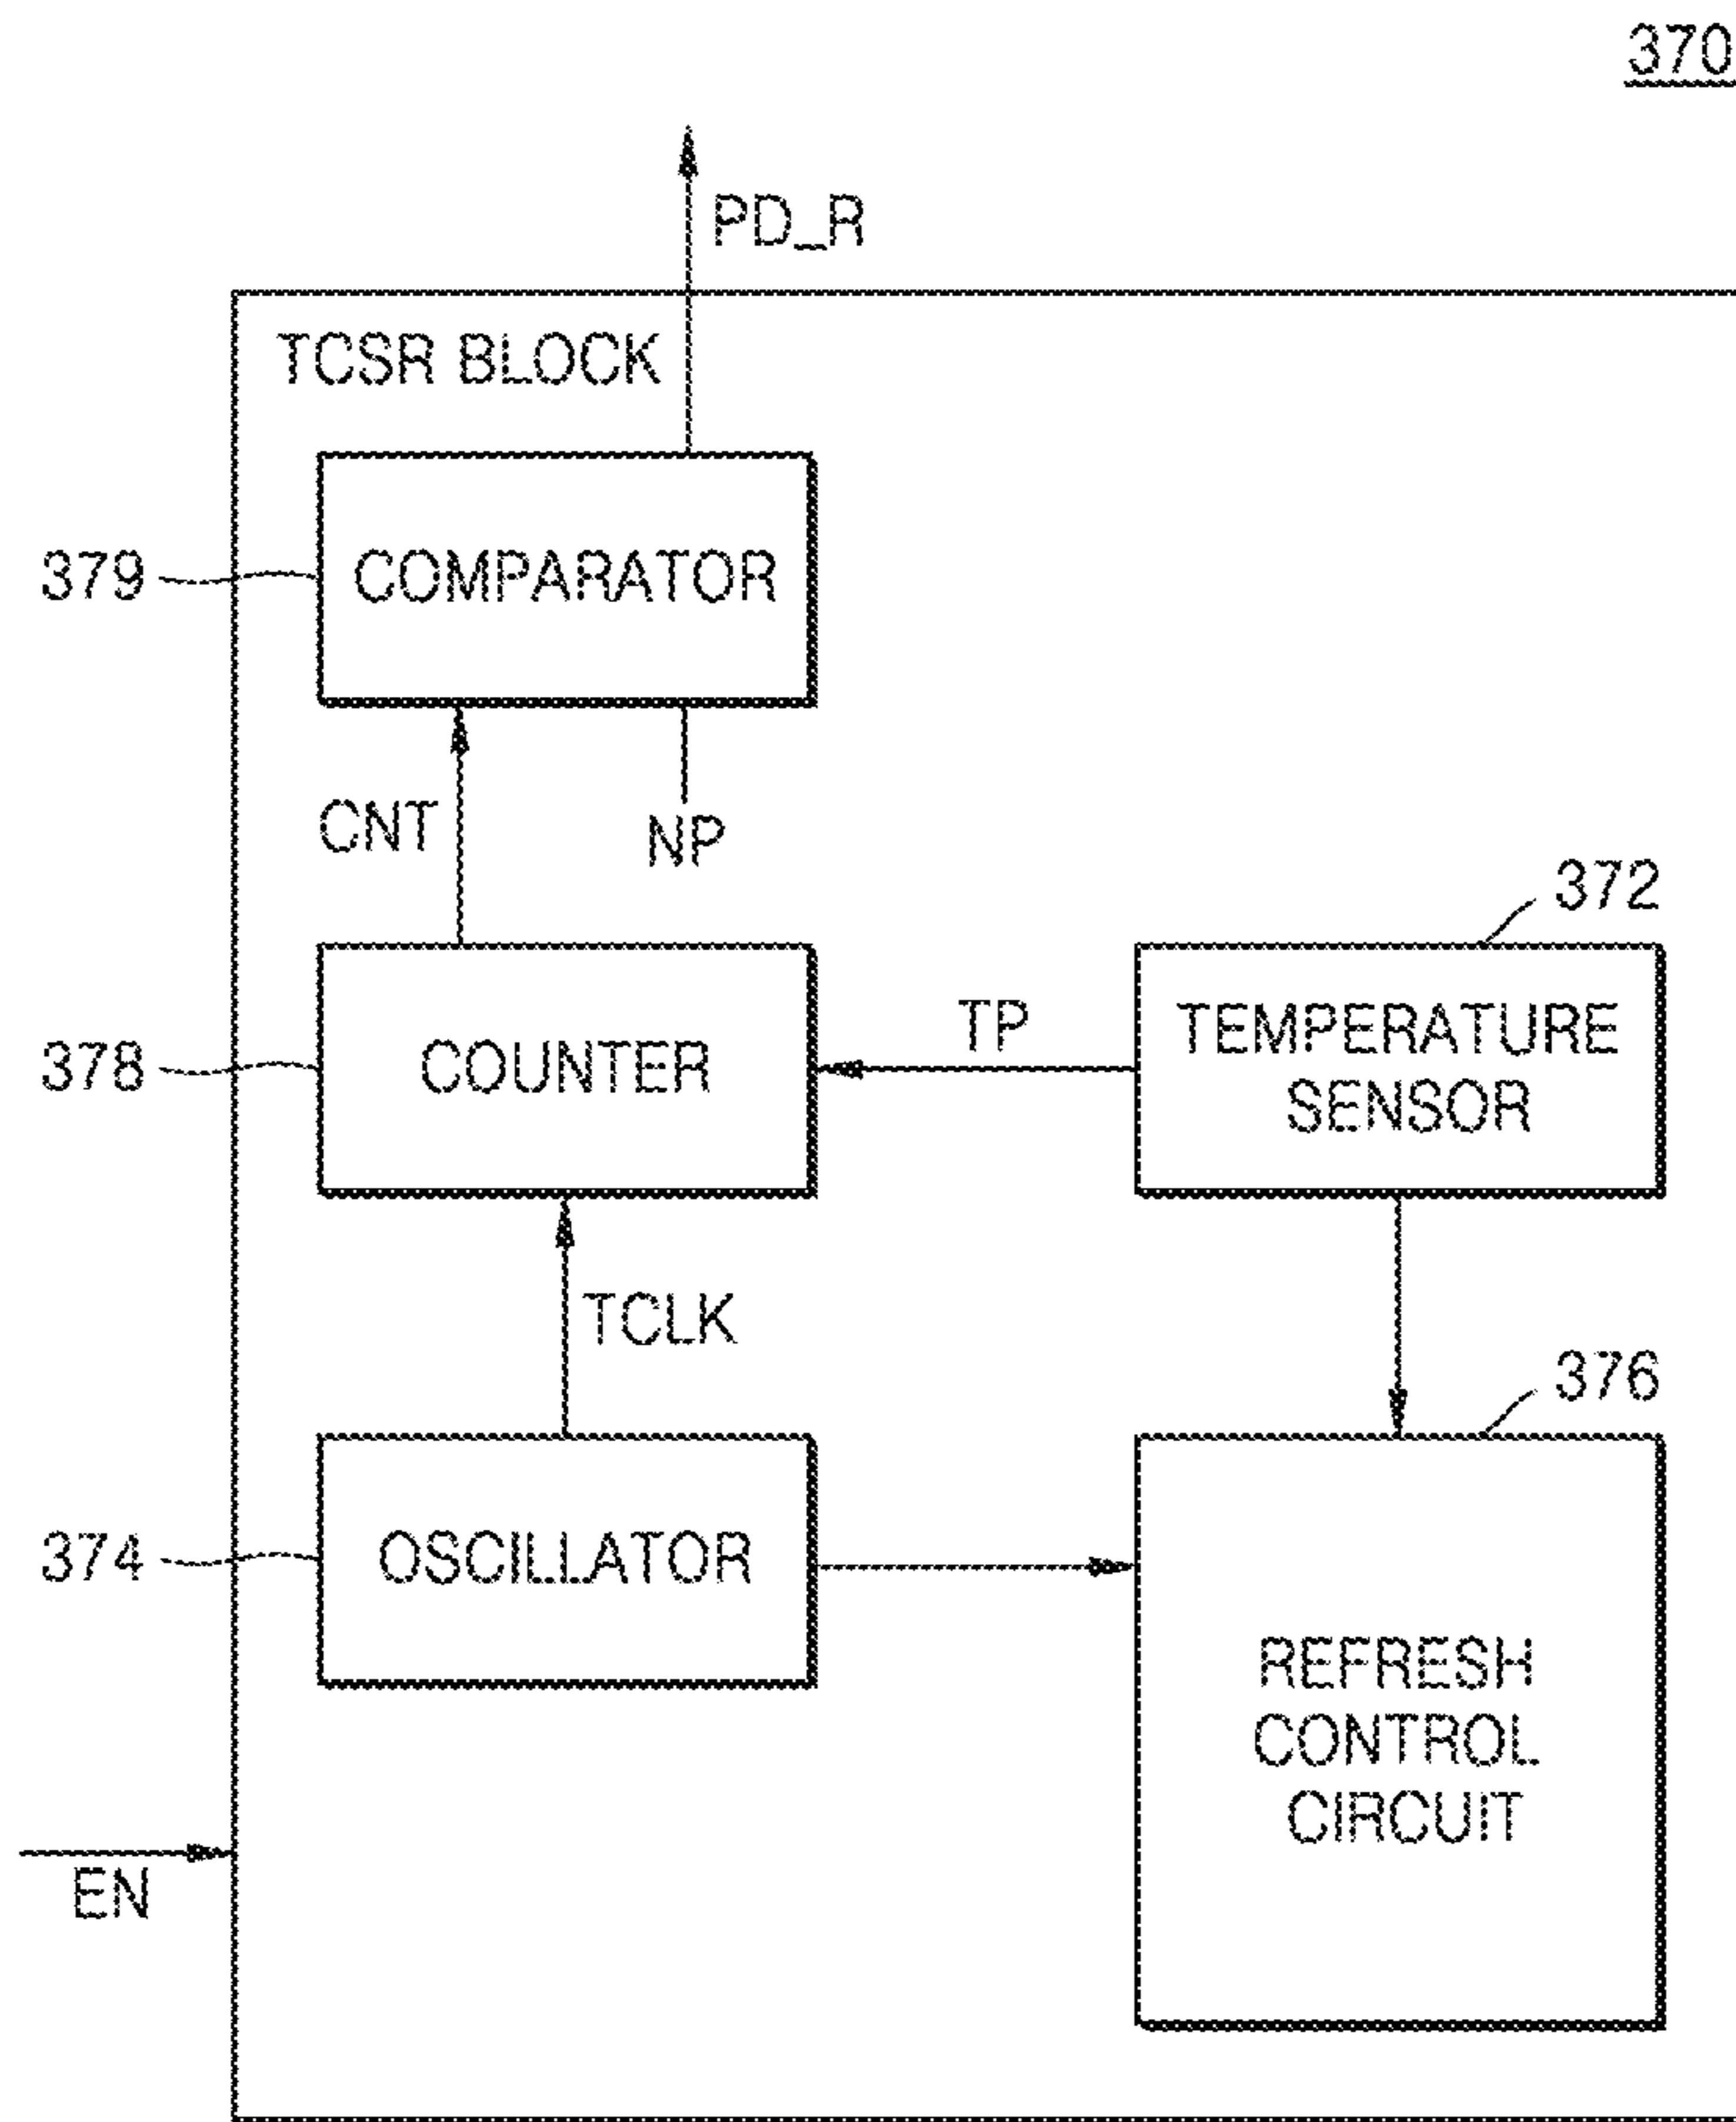 370
PD_R
TCSR BLOCK
379
COMPARATOR
CNT
NP
372
378
COUNTER
TP
TEMPERATURE
SENSOR
TCLK
376
374
OSCILLATOR
REFRESH
CONTROL
CIRCUIT
EN